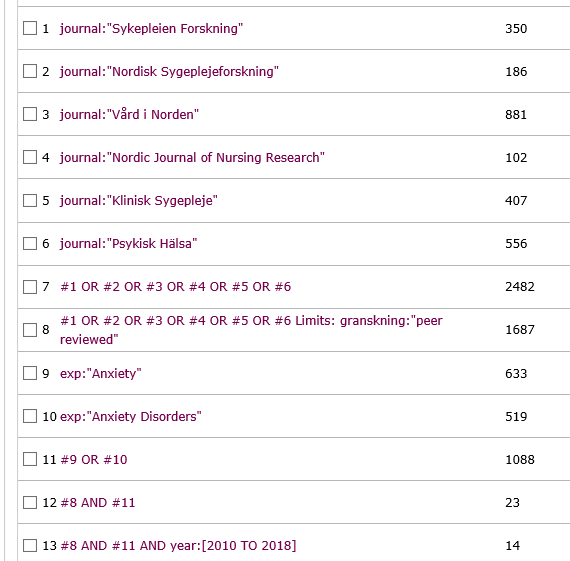 1 journal:"Sykepleien Forskning" 350
2 journal:"Nordisk Sygeplejeforskning" 186
3 journal:"Vård i Norden" 881
4 journal:"Nordic Journal of Nursing Research" 102
5 journal:"Klinisk Sygepleje" 407
6 journal:"Psykisk Hälsa" 556
7 #1 OR #2 OR #3 OR #4 OR #5 OR #6 2482
8 #1 OR #2 OR #3 OR #4 OR #5 OR #6 Limits: granskning:"peer
reviewed" 1687
9 exp:"Anxiety" 633
10 exp:"Anxiety Disorders" 519
11 #9 OR #10 1088
12 #8 AND #11 23
13 #8 AND #11 AND year:[2010 TO 2018] 14